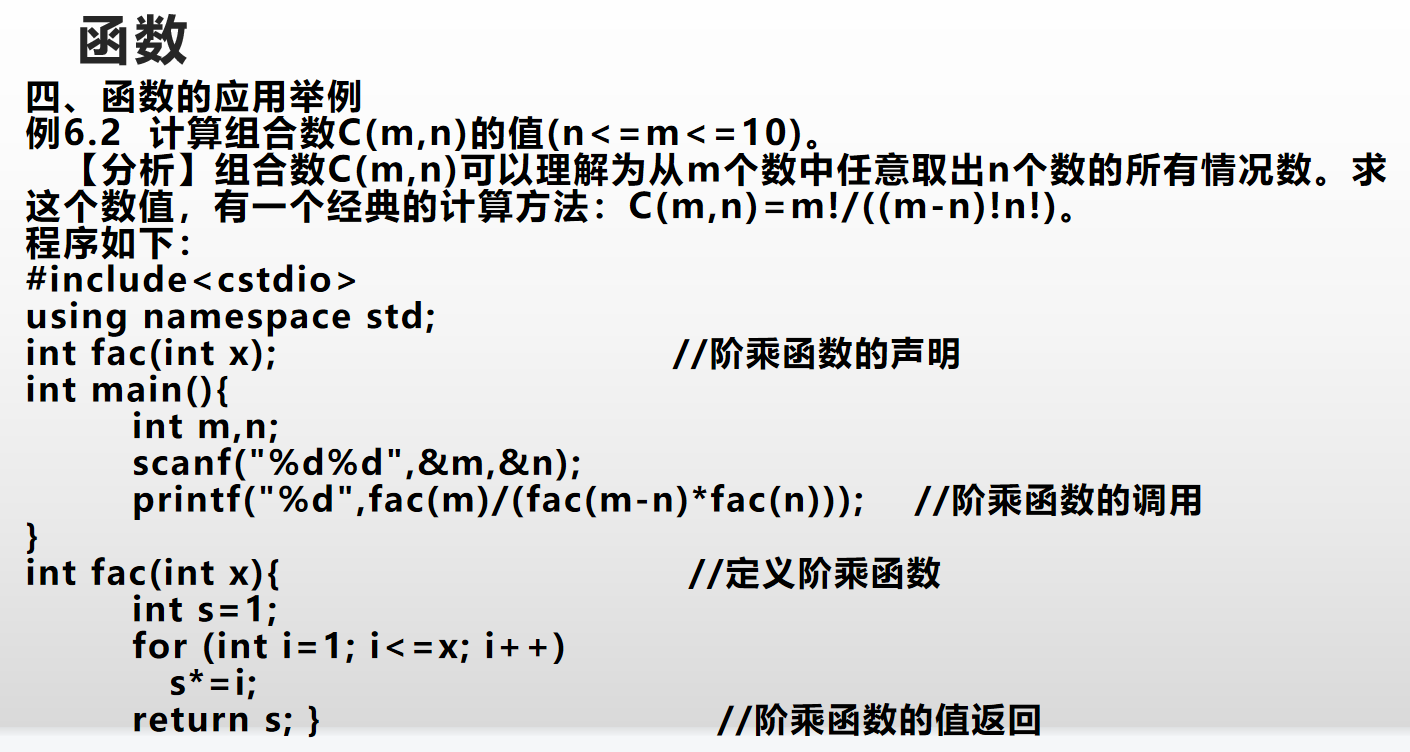 函数
四、函数的应用举例
例6.2 计算组合数C(m,n)的值(n<=m<=10)。
【分析】组合数C(m,n)可以理解为从m个数中任意取出n个数的所有情况数。求
这个数值，有一个经典的计算方法：C(m,n)=m!/((m-n)!n!)。
程序如下：
#include<cstdio>
using namespace std;
int fac(int x); //阶乘函数的声明
int main(){
int m,n;
scanf("%d%d",&m,&n);
printf("%d",fac(m)/(fac(m-n)*fac(n))); //阶乘函数的调用
}
int fac(int x){ //定义阶乘函数
int s=1;
for (int i=1; i<=x; i++)
s*=i;
return s; } //阶乘函数的值返回